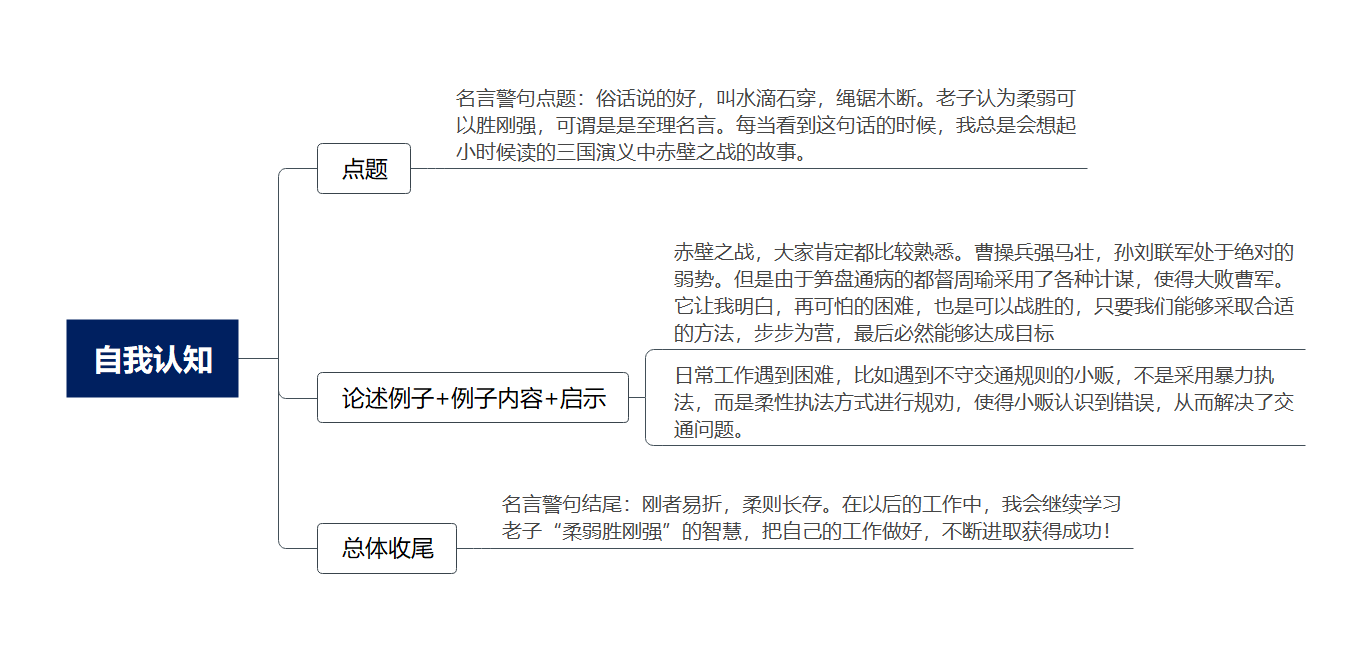 名言警句点题：俗话说的好，叫水滴石穿，绳锯木断。老子认为柔弱可
以胜刚强，可谓是是至理名言。每当看到这句话的时候，我总是会想起
小时候读的三国演义中赤壁之战的故事。
点题
赤壁之战，大家肯定都比较熟悉。曹操兵强马壮，孙刘联军处于绝对的
弱势。但是由于笋盘通病的都督周瑜采用了各种计谋，使得大败曹军。
它让我明白，再可怕的困难，也是可以战胜的，只要我们能够采取合适
的方法，步步为营，最后必然能够达成目标
自我认知
论述例子+例子内容+启示
日常工作遇到困难，比如遇到不守交通规则的小贩，不是采用暴力执
法，而是柔性执法方式进行规劝，使得小贩认识到错误，从而解决了交
通问题。
名言警句结尾：刚者易折，柔则长存。在以后的工作中，我会继续学习
老子“柔弱胜刚强”的智慧，把自己的工作做好，不断进取获得成功！
总体收尾